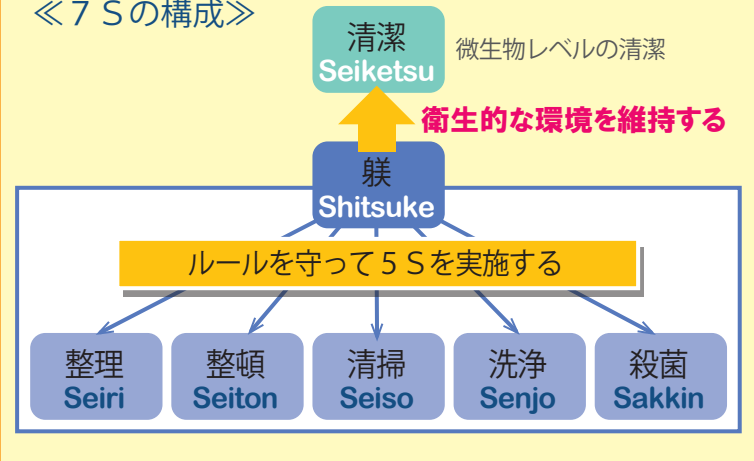 ≪７Ｓの構成≫
清潔
Seiketsu
微生物レベルの清潔
衛生的な環境を維持する
躾
Shitsuke
ルールを守って５Ｓを実施する
整理
Seiri
整頓
Seiton
清掃
Seiso
洗浄
Senjo
殺菌
Sakkin